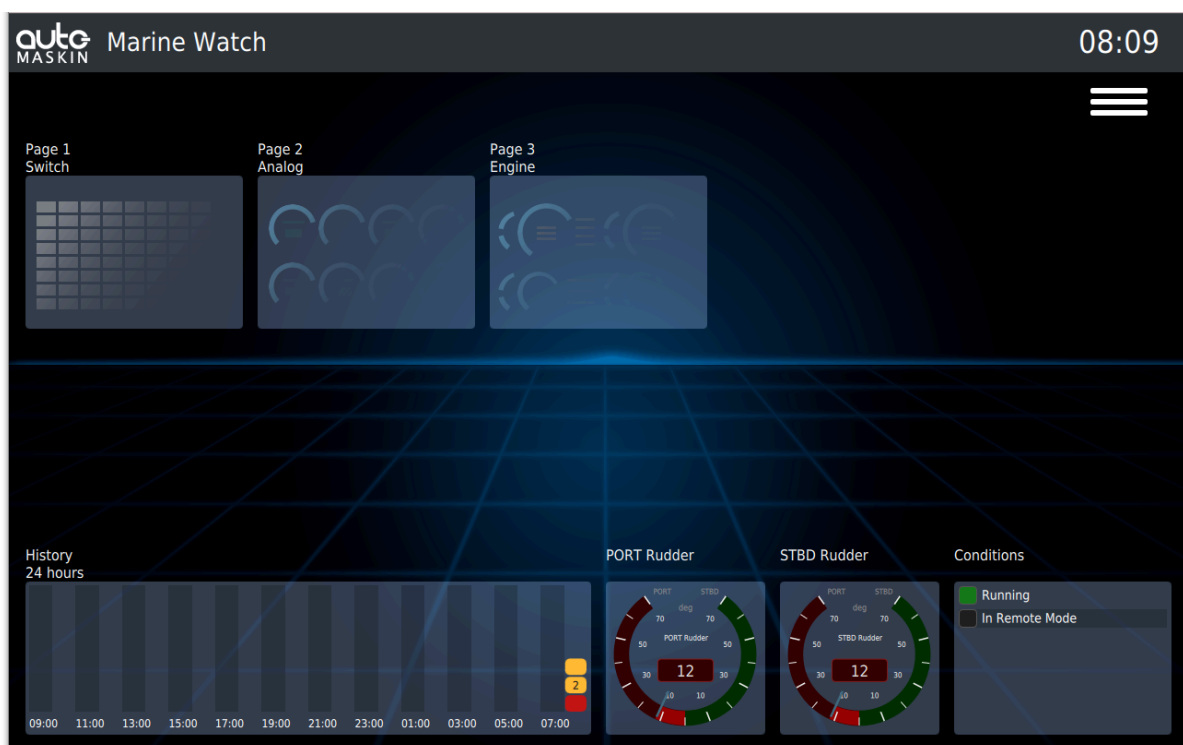 auto
MASKIN
Marine Watch
08:09
Page 1
Switch
Page 2
Analog
Page 3
Engine
History
24 hours
2
09:00 11:00 13:00 15:00 17:00 19:00 21:00 23:00 01:00 03:00 05:00 07:00
PORT Rudder
PORT STBD
deg
70 70
PORT Rudder
50 50
12
30 30
10 10
STBD Rudder
PORT STBD
deg
70 70
STBD Rudder
50 50
12
30 30
10 10
Conditions
Running
In Remote Mode